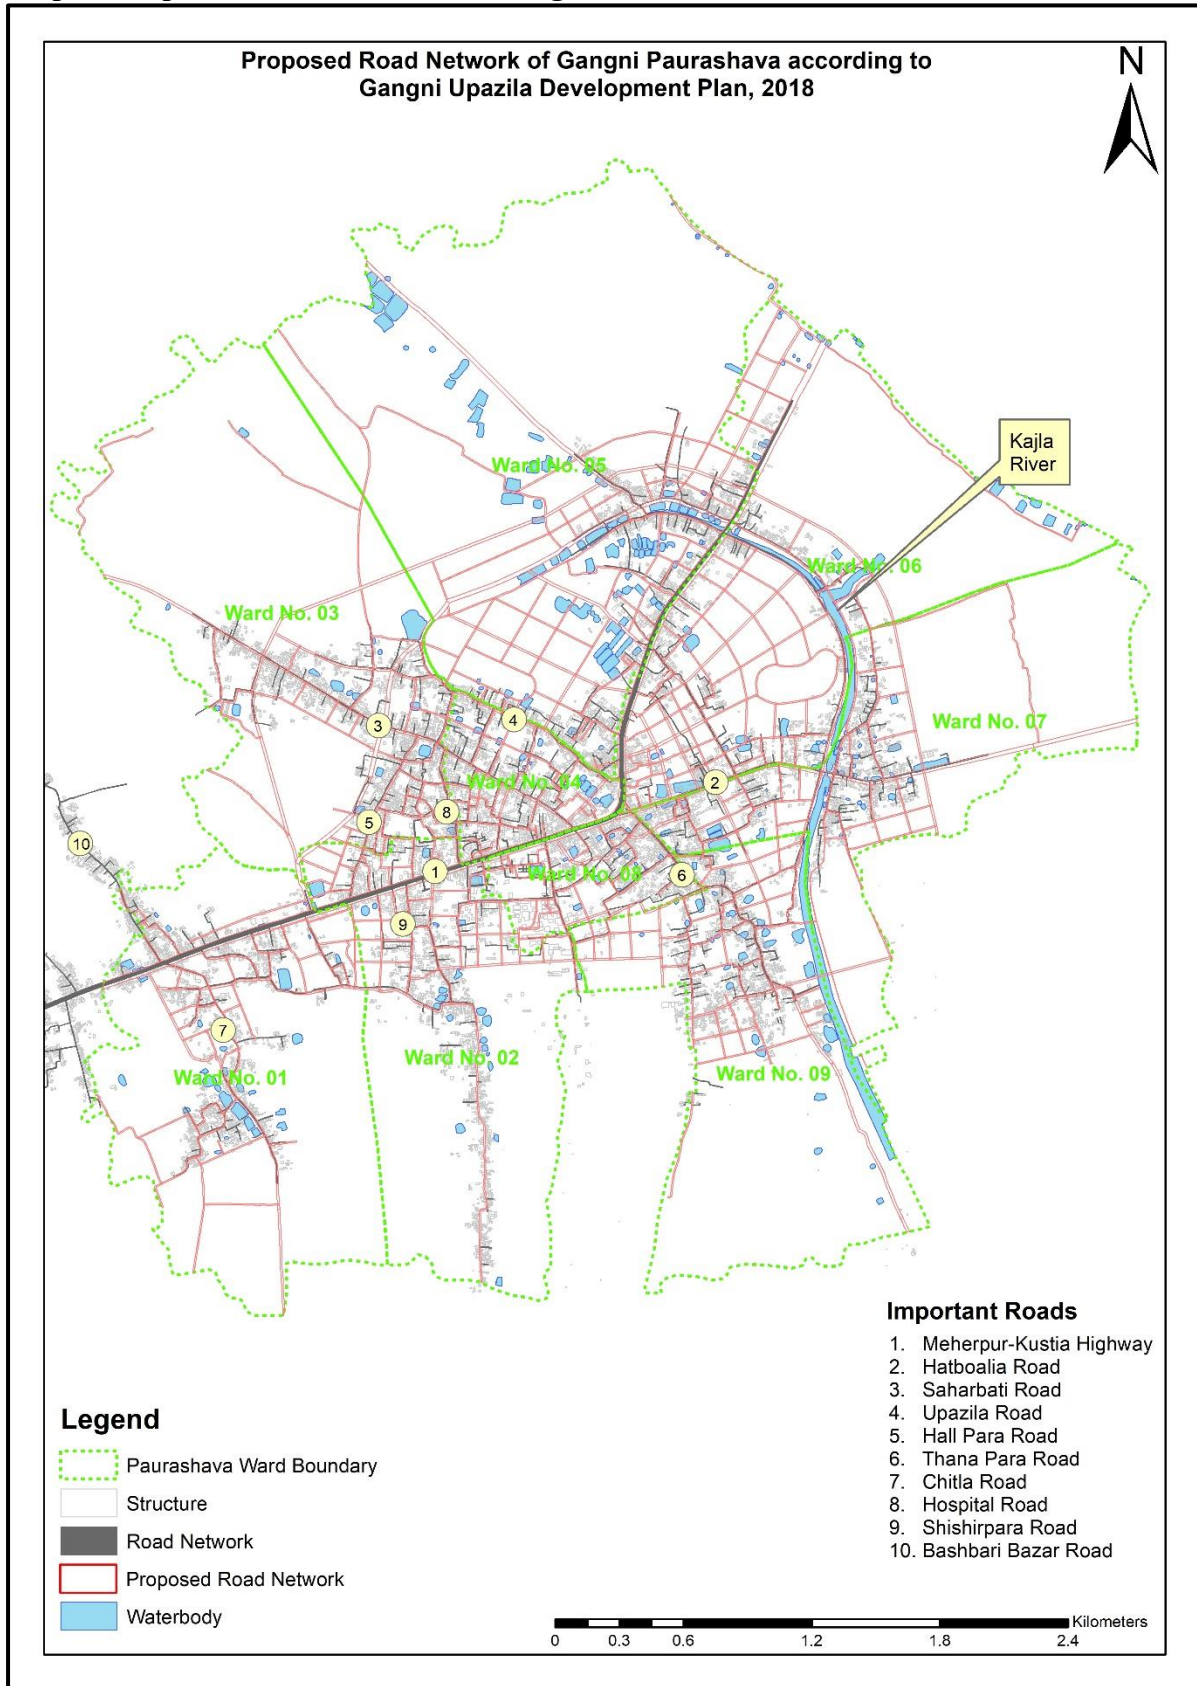 Proposed Road Network of Gangni Paurashava according to
Gangni Upazila Development Plan, 2018
N
Kajla
River
Ward No. 05
Ward No. 06
Ward No. 03
Ward No. 07
3
4
Ward No. 04
2
5
8
10
1
Ward No. 08
6
9
7
Ward No. 02
Ward No. 01
Ward No. 09
Important Roads
1. Meherpur-Kustia Highway
2. Hatboalia Road
3. Saharbati Road
4. Upazila Road
5. Hall Para Road
6. Thana Para Road
7. Chitla Road
8. Hospital Road
9. Shishirpara Road
10. Bashbari Bazar Road
Legend
Paurashava Ward Boundary
Structure
Road Network
Proposed Road Network
Waterbody
Kilometers
0 0.3 0.6 1.2 1.8 2.4